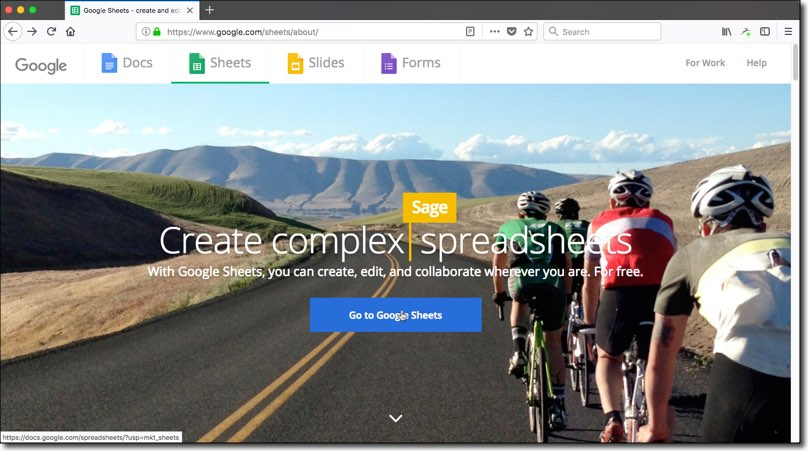 Google Sheets - create and edi
https://www.google.com/sheets/about/
Search
Google
Docs
Sheets
Slides
Forms
For Work
Help
Sage
Create complex spreadsheets
With Google Sheets, you can create, edit, and collaborate wherever you are. For free.
Go to Google Sheets
https://docs.google.com/spreadsheets/?usp=mkt_sheets